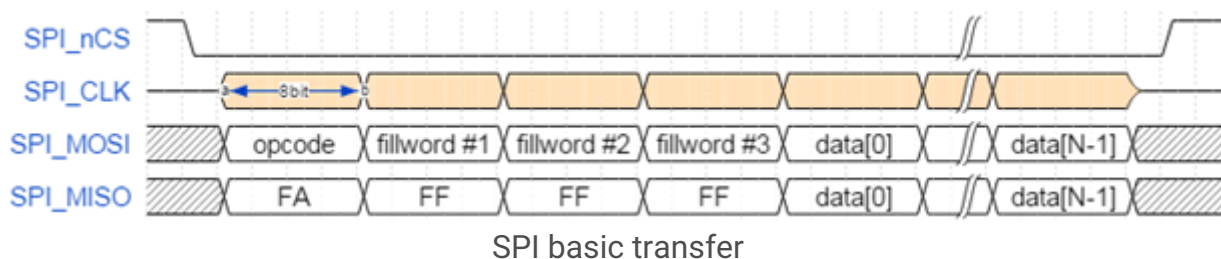 SPI_nCS
SPI_CLK a 8bit b
SPI_MOSI opcode fillword #1 fillword #2 fillword #3 data[0] data[N-1]
SPI_MISO FA FF FF FF data[0] data[N-1]
SPI basic transfer